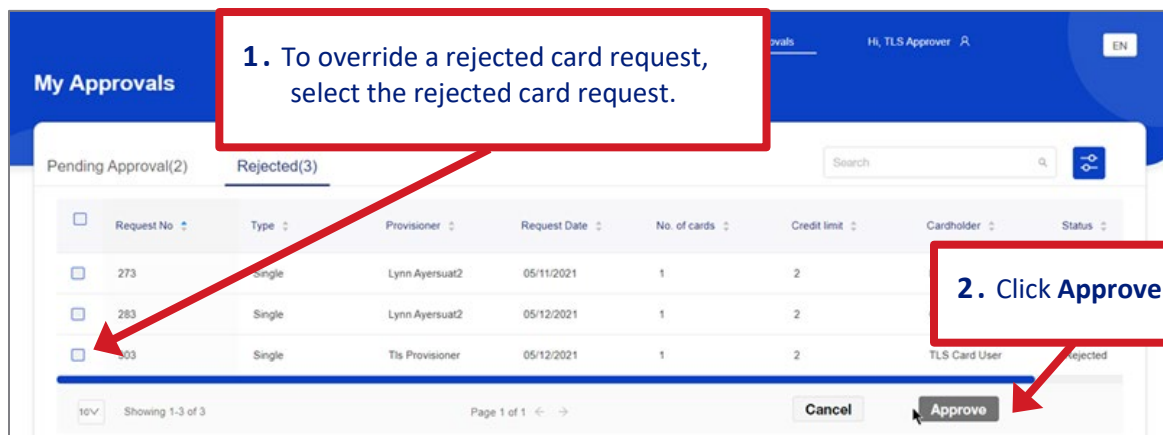 1. To override a rejected card request,
select the rejected card request.
Hi, TLS Approver
EN
My Approvals
Pending Approval(2) Rejected(3) Search
Request No Type Provisioner Request Date No. of cards Credit limit Cardholder Status
273 Single Lynn Ayersuat2 05/11/2021 1 2
2. Click Approve
283 Single Lynn Ayersuat2 05/12/2021 1 2
Single Tls Provisioner 05/12/2021 1 2 TLS Card User
10 Showing 1-3 of 3 Page 1 of 1 Cancel Approve